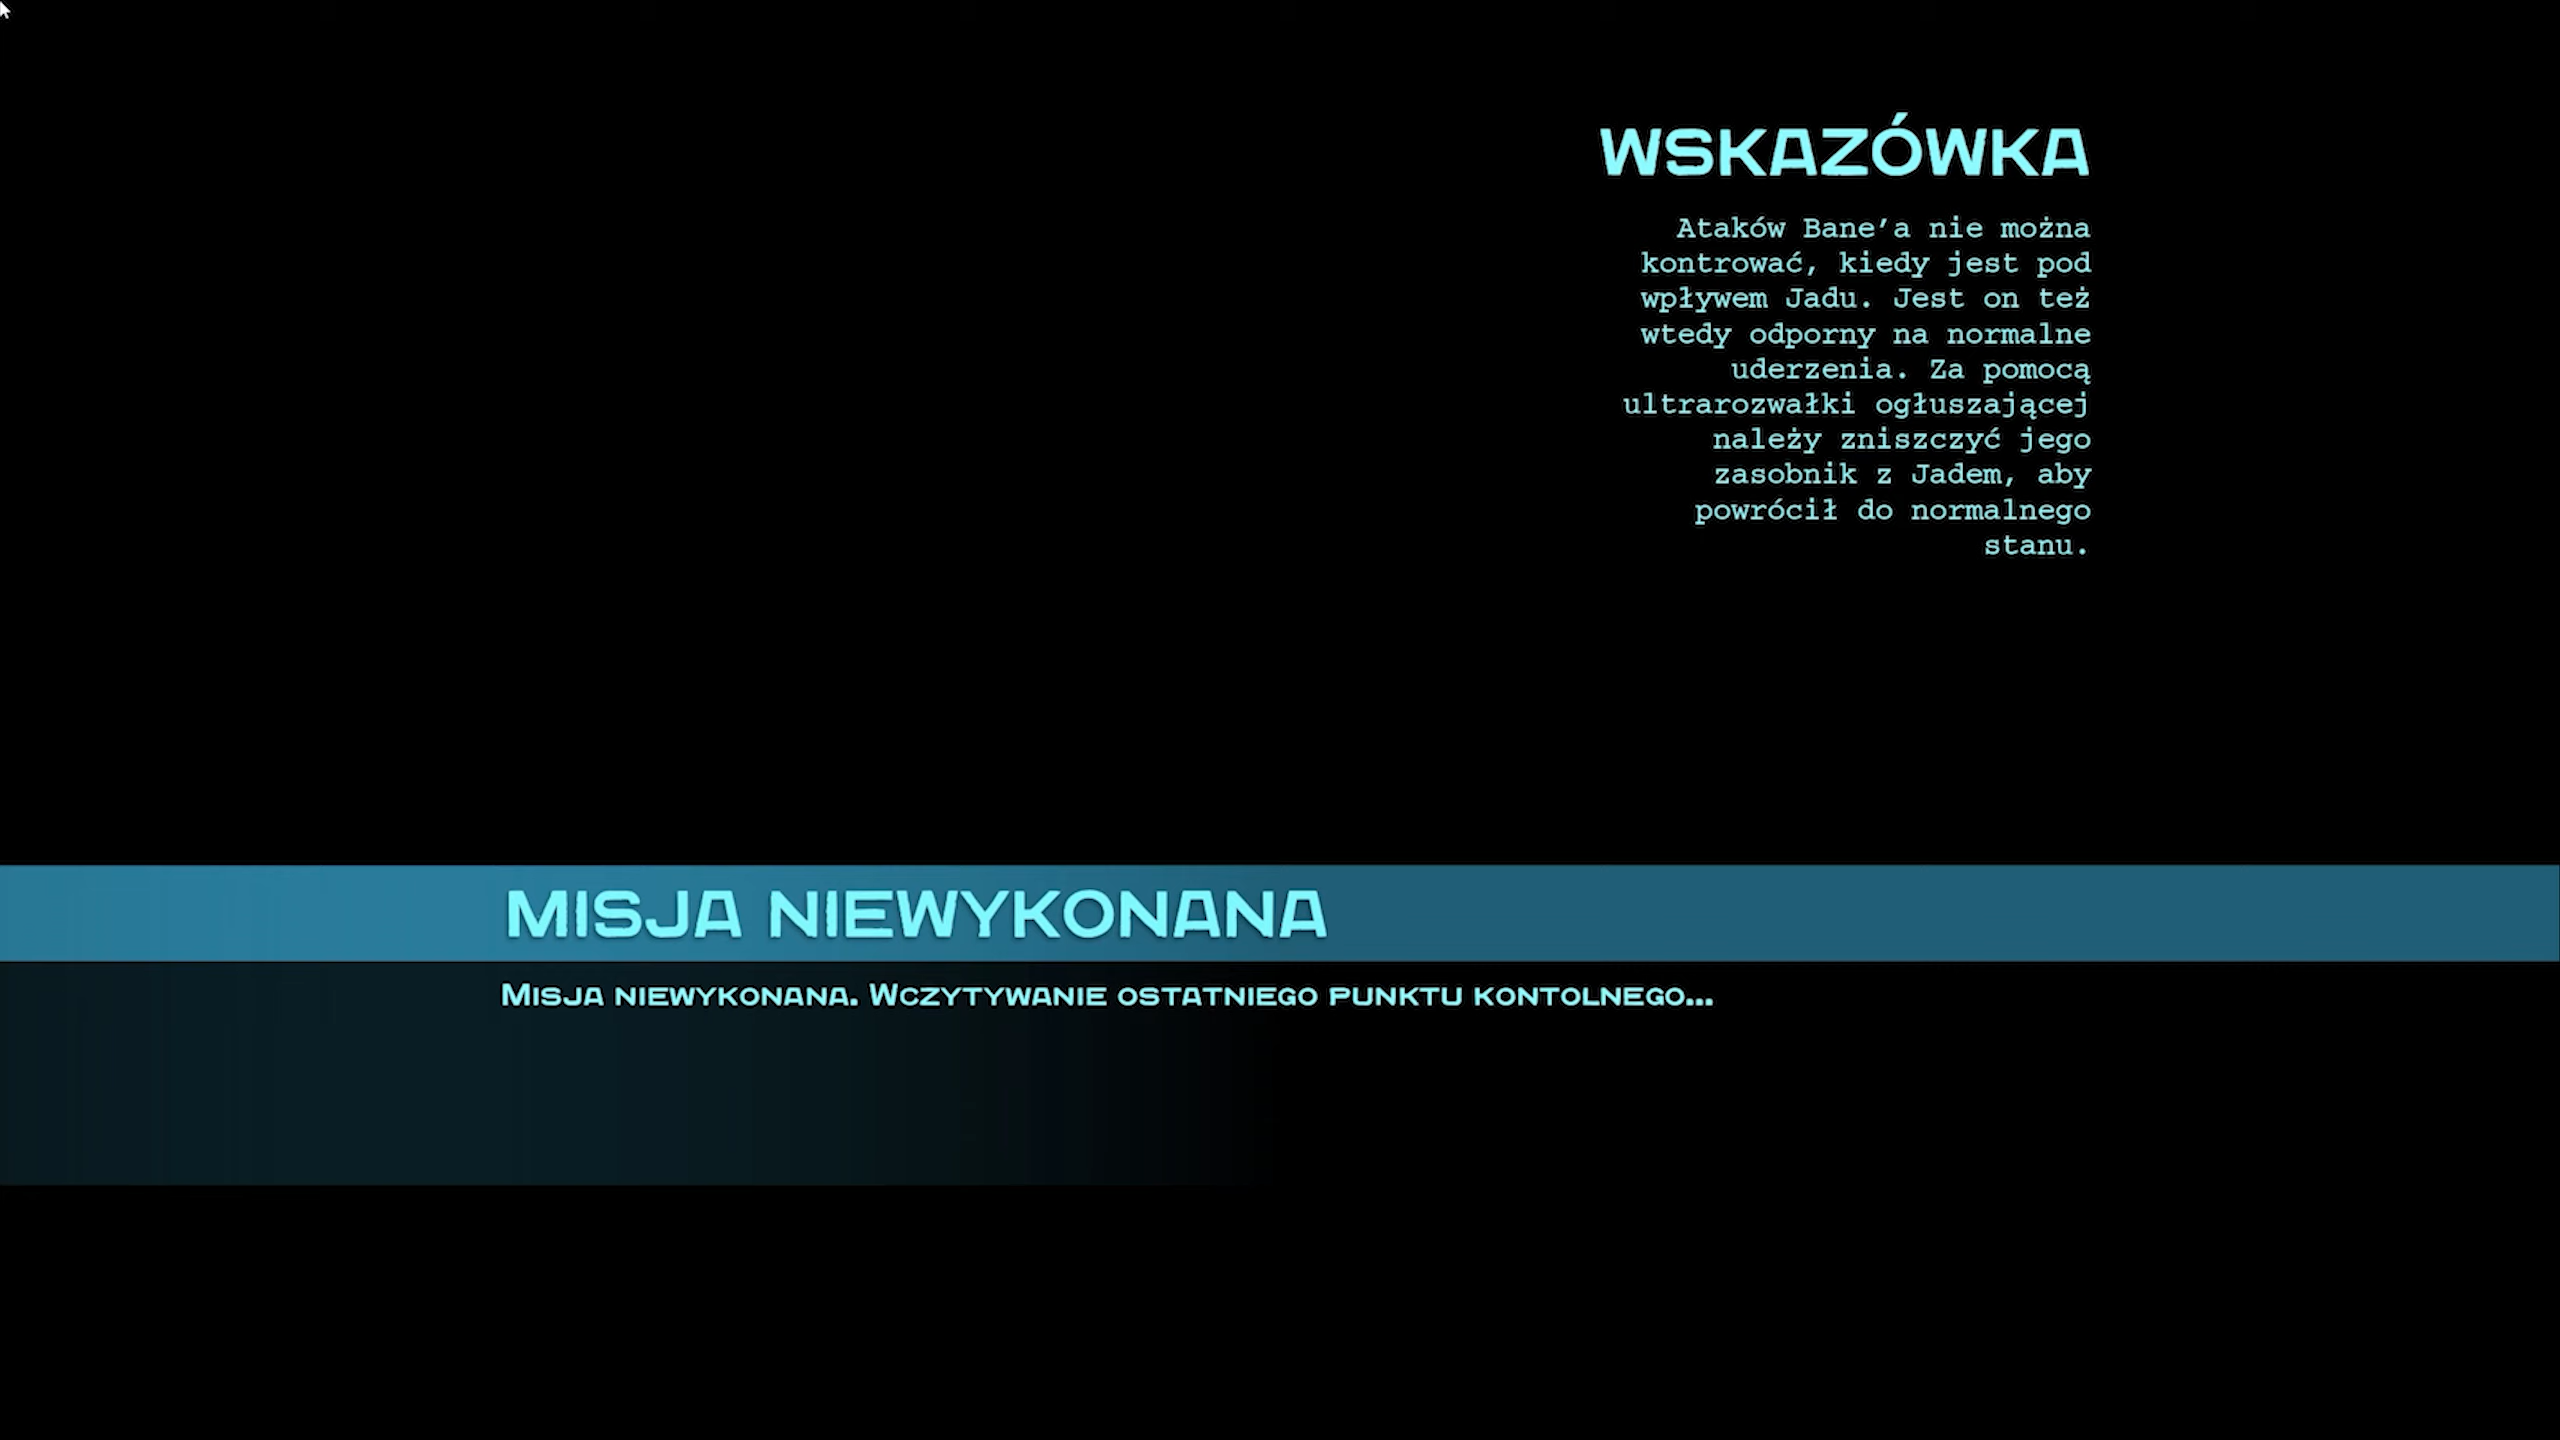 WSKAZÓWKA
Ataków Bane’a nie można
kontrować, kiedy jest pod
wpływem Jadu. Jest on też
wtedy odporny na normalne
uderzenia. Za pomocą
ultrarozwałki ogłuszającej
należy zniszczyć jego
zasobnik z Jadem, aby
powrócił do normalnego
stanu.
MISJA NIEWYKONANA
Misja niewykonana. Wczytywanie ostatniego punktu kontolnego...